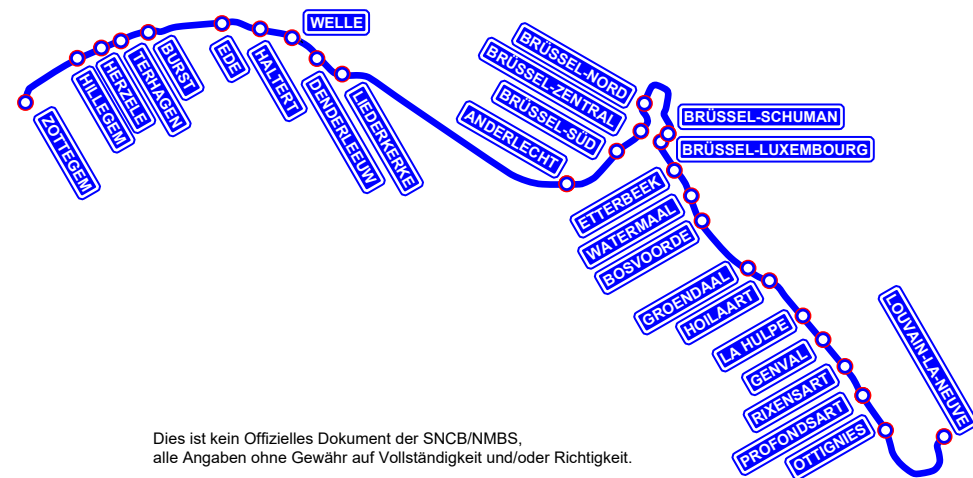 ZOTTEGEM
HILLEGEM
HERZELE
TERHAGEN
BURST
EDE
HALTERT
WELLE
DENDERLEEUW
LIEDERKERKE
ANDERLECHT
BRÜSSEL-SÜD
BRÜSSEL-ZENTRAL
BRÜSSEL-NORD
BRÜSSEL-SCHUMAN
BRÜSSEL-LUXEMBOURG
ETTERBEEK
WATERMAAL
BOSVOORDE
GROENDAAL
HOILAART
LA HULPE
GENVAL
RIXENSART
PROFONDSART
OTTIGNIES
LOUVAIN-LA-NEUVE
Dies ist kein Offizielles Dokument der SNCB/NMBS,
alle Angaben ohne Gewähr auf Vollständigkeit und/oder Richtigkeit.